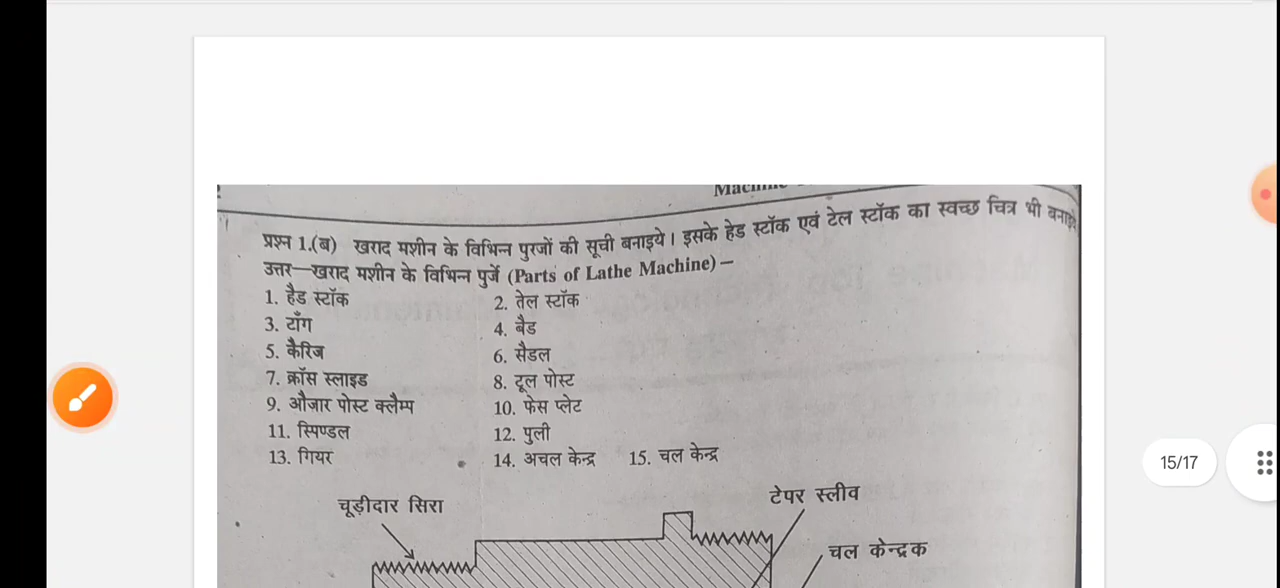 प्रश्न 1.(ब) खराद मशीन के विभिन्न पुरजों की सूची बनाइये। इसके हेड स्टॉक एवं टेल स्टॉक का स्वच्छ चित्र भी
उत्तर—खराद मशीन के विभिन्न पुर्जे (Parts of Lathe Machine) —
1. हैड स्टॉक 2. तेल स्टॉक
3. टाँग 4. बैड
5. कैरिज 6. सैडल
7. क्रॉस स्लाइड 8. टूल पोस्ट
9. औज़ार पोस्ट क्लैम्प 10. फेस प्लेट
11. स्पिण्डल 12. पुली
13. गियर 14. अचल केन्द्र 15. चल केन्द्र
चूड़ीदार सिरा
टेपर स्लीव
चल केन्द्रक
15/17